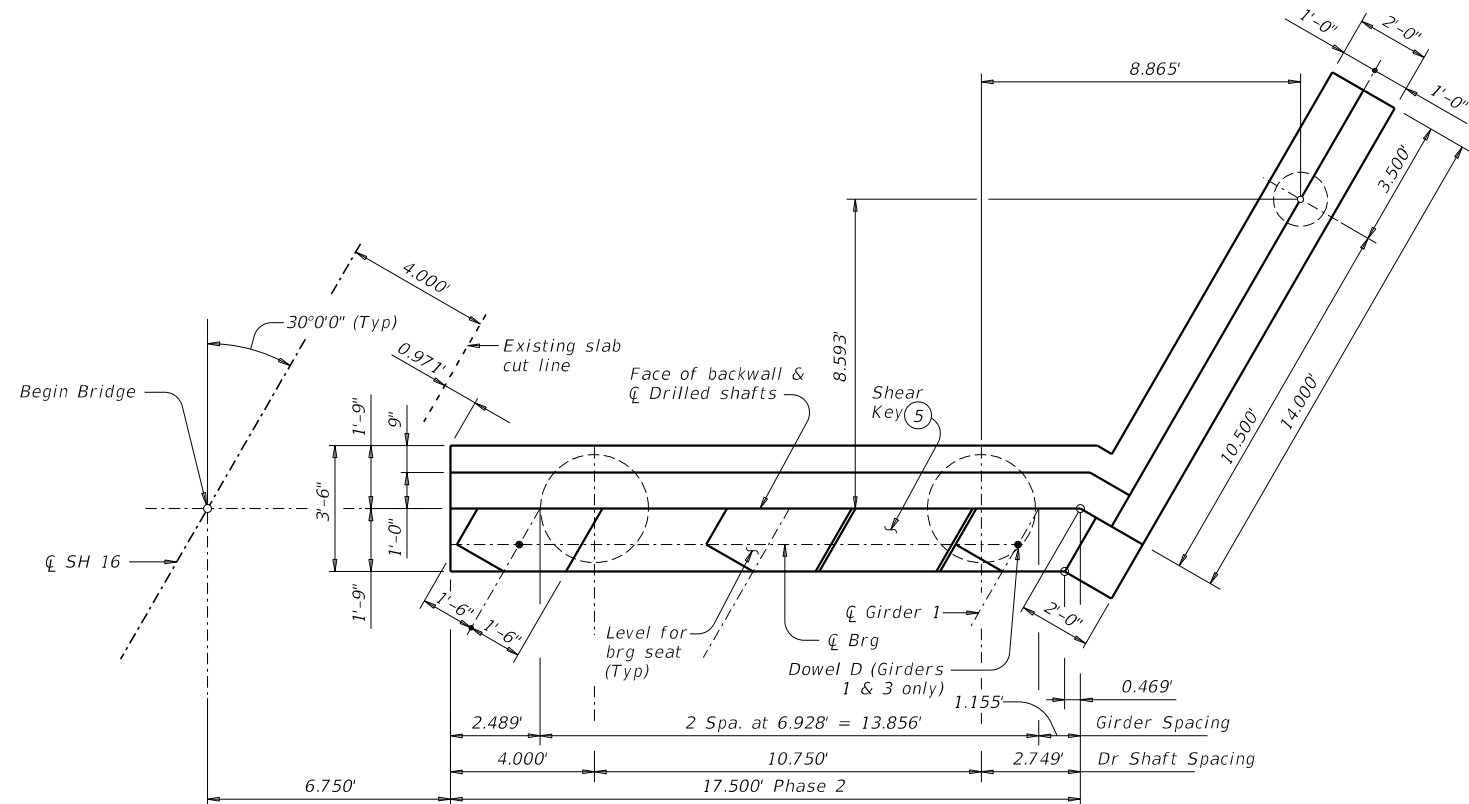 1'-0"
2'-0"
8.865'
1'-0"
3.500'
4.000'
30°0'0" (Typ)
Existing slab
cut line
0.971'
8.593'
Face of backwall &
℄ Drilled shafts
Shear
Key 5
Begin Bridge
1'-9"
9"
10.500'
14.000'
3'-6"
1'-0"
℄ SH 16
1'-9"
1'-6"
1'-6"
℄ Girder 1
2'-0"
Level for
brg seat
(Typ)
℄ Brg
Dowel D (Girders
1 & 3 only)
0.469'
1.155'
2.489'
2 Spa. at 6.928' = 13.856'
Girder Spacing
4.000'
10.750'
2.749'
Dr Shaft Spacing
6.750'
17.500' Phase 2